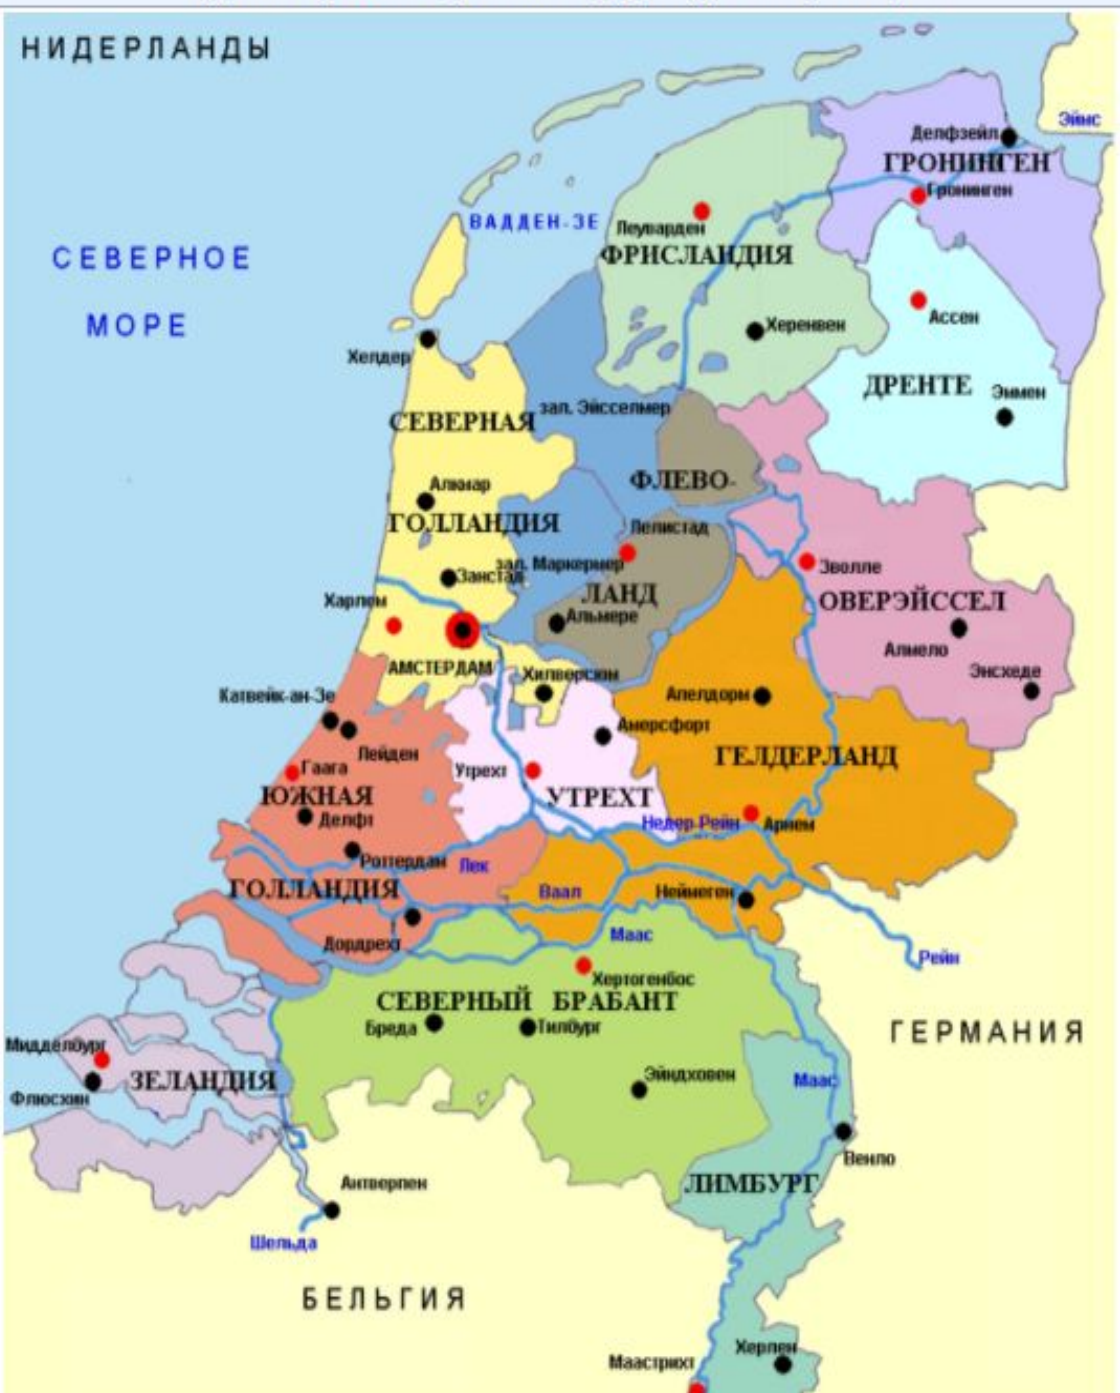 НИДЕРЛАНДЫ
Эймс
Делфзейл
ГРОНИНГЕН
Гронинген
ВАДДЕН-ЗЕ
Леуварден
ФРИСЛАНДИЯ
СЕВЕРНОЕ
МОРЕ
Ассен
Херенвен
Хелдер
ДРЕНТЕ
Эммен
зал. Эйсселмер
СЕВЕРНАЯ
ФЛЕВО-
Алкмар
ГОЛЛАНДИЯ
Лелистад
зал. Маркермер
Занстад
Зволле
ЛАНД
Харлем
ОВЕРЭЙССЕЛ
Альмере
Алмело
АМСТЕРДАМ
Хилверсюм
Энсхеде
Катвейк-ан-Зе
Апелдорм
Амерсфорт
Лейден
ГЕЛДЕРЛАНД
Гаага
Утрехт
ЮЖНАЯ
УТРЕХТ
Делфт
Недер-Рейн
Арнем
Роттердам
Лек
ГОЛЛАНДИЯ
Ваал
Неймеген
Дордрехт
Маас
Рейн
Хертогенбос
СЕВЕРНЫЙ БРАБАНТ
Бреда
Тилбург
ГЕРМАНИЯ
Мидделбург
ЗЕЛАНДИЯ
Эйндховен
Маас
Флюсхин
Венло
Антверпен
ЛИМБУРГ
Шельда
БЕЛЬГИЯ
Херлен
Маастрихт